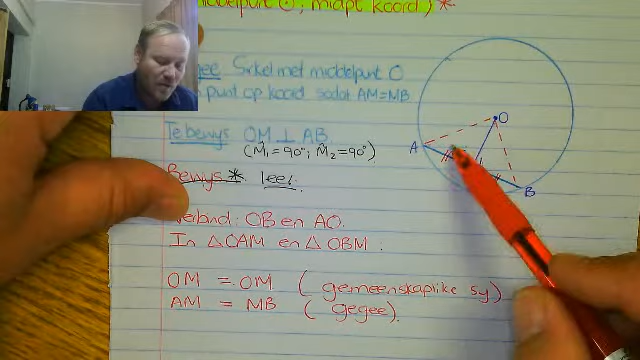 middelpunt O, midpt koord) *
Sirkel met middelpunt O
punt op koord sodat AM=MB
Te bewys OM ⊥ AB
(M̂₁=90°; M̂₂=90°)
Bewys * leer
Verbind: OB en AO.
In △OAM en △OBM.
OM = OM (gemeenskaplike sy)
AM = MB (gegee).
O
A
B